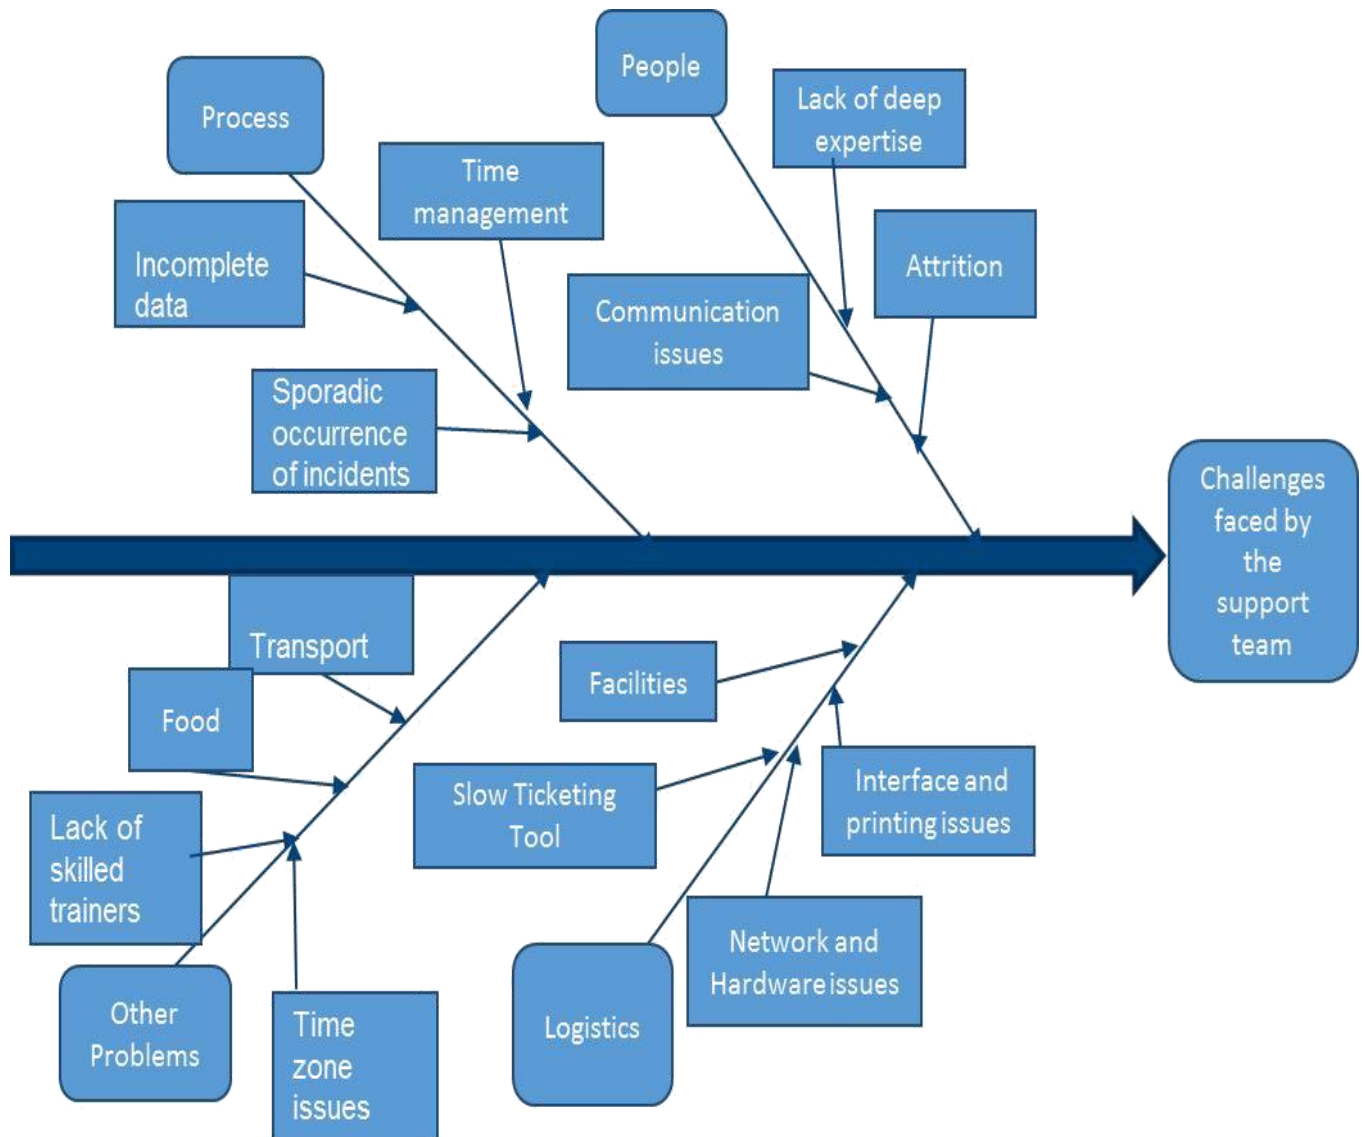 Process
People
Lack of deep
expertise
Time
management
Incomplete
data
Attrition
Communication
issues
Sporadic
occurrence
of incidents
Challenges
faced by
the
support
team
Transport
Food
Lack of
skilled
trainers
Other
Problems
Time
zone
issues
Facilities
Slow Ticketing
Tool
Interface and
printing issues
Network and
Hardware issues
Logistics